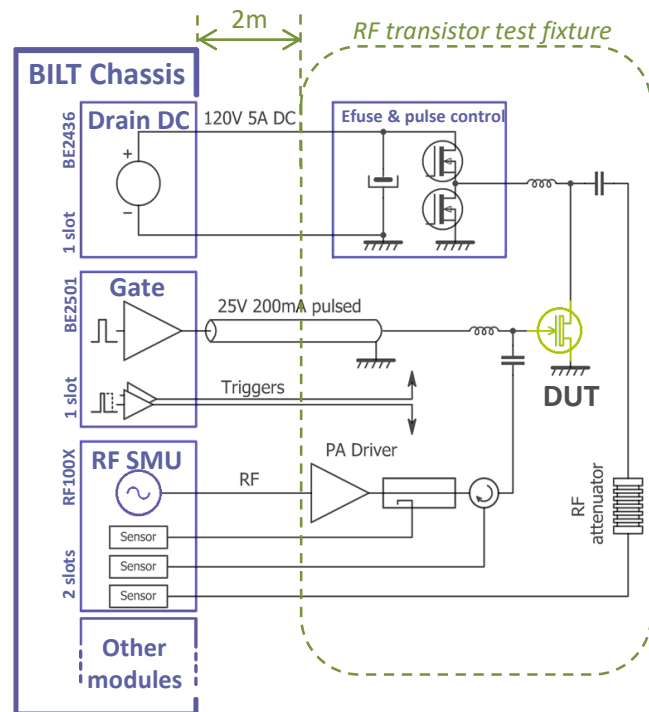 2m
RF transistor test fixture
BILT Chassis
BE2436
1 slot
Drain DC
+
−
120V 5A DC
Efuse & pulse control
BE2501
1 slot
Gate
25V 200mA pulsed
Triggers
DUT
RF100X
2 slots
RF SMU
RF
PA Driver
Sensor
Sensor
Sensor
RF
attenuator
Other
modules